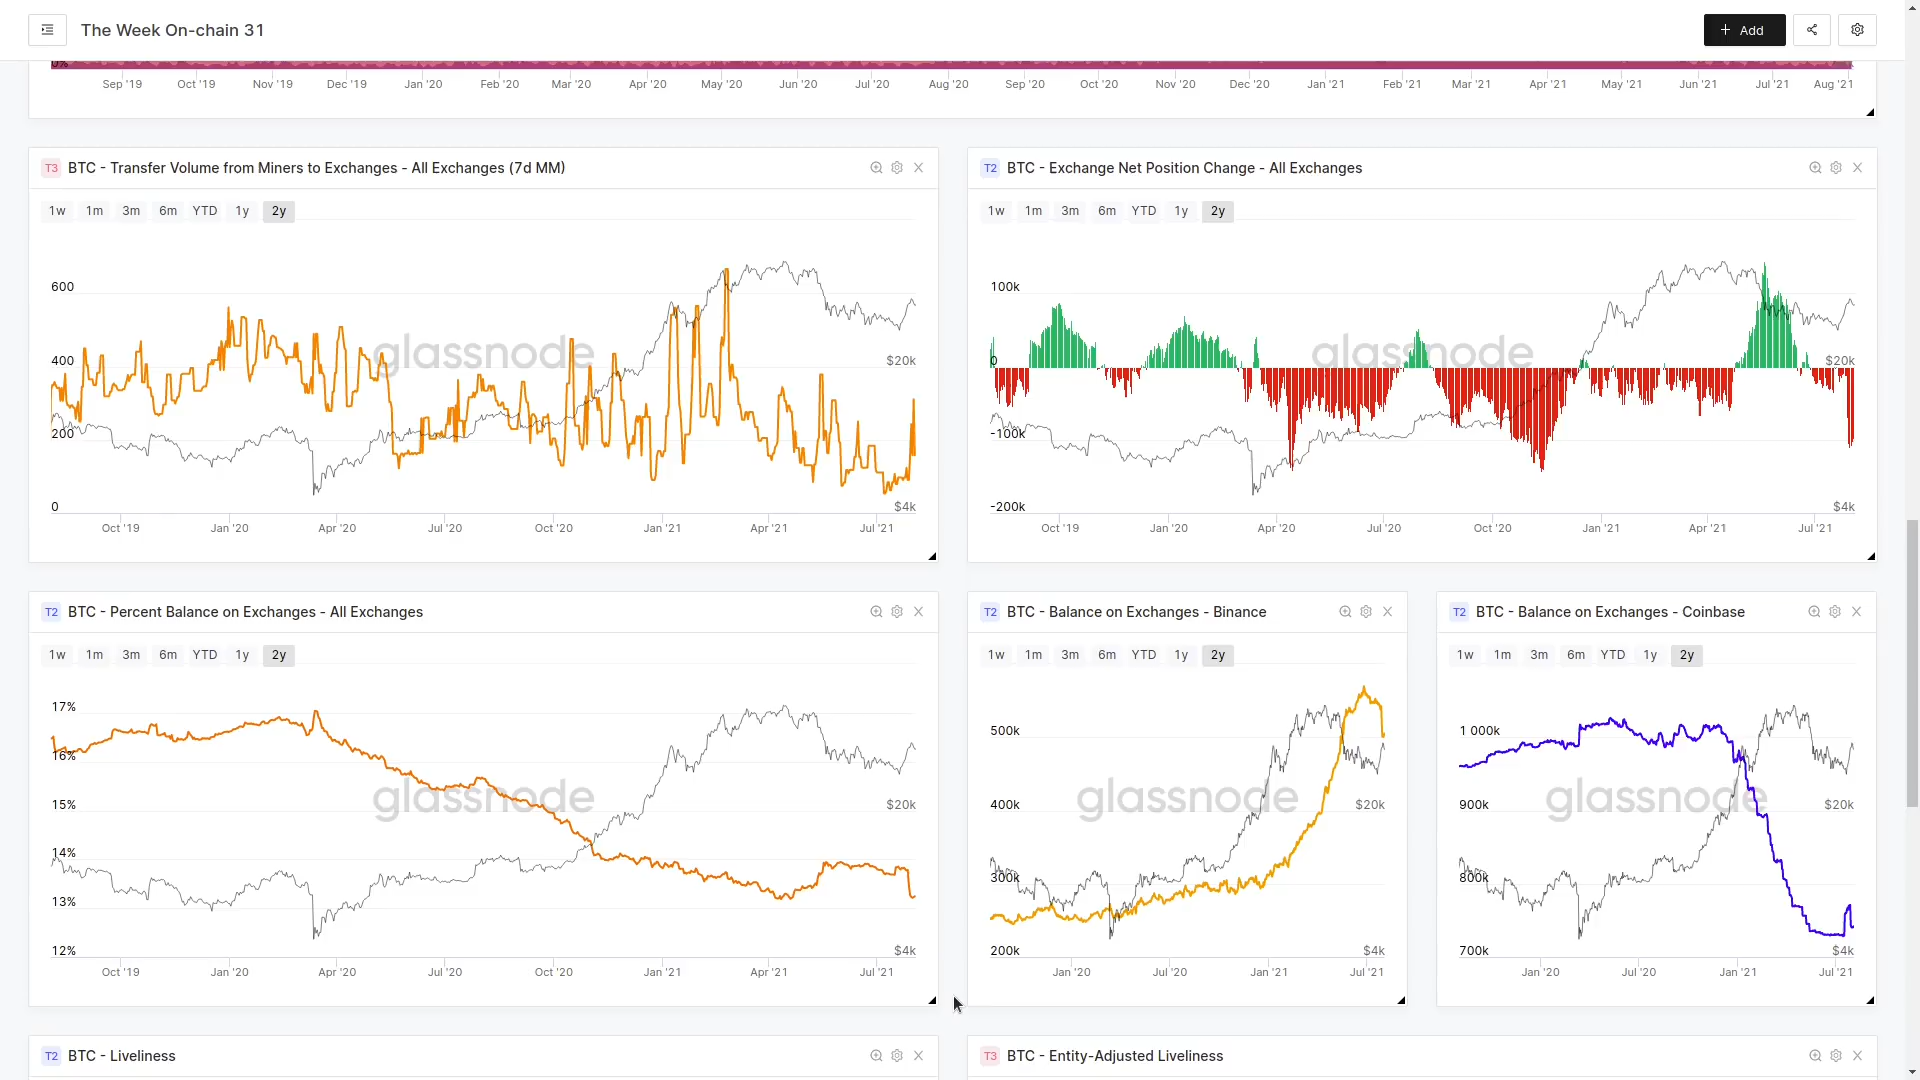 The Week On-chain 31
+ Add
0%
Sep '19 Oct '19 Nov '19 Dec '19 Jan '20 Feb '20 Mar '20 Apr '20 May '20 Jun '20 Jul '20 Aug '20 Sep '20 Oct '20 Nov '20 Dec '20 Jan '21 Feb '21 Mar '21 Apr '21 May '21 Jun '21 Jul '21 Aug '21
T3 BTC - Transfer Volume from Miners to Exchanges - All Exchanges (7d MM)
1w 1m 3m 6m YTD 1y 2y
600
400
200
0
glassnode
$20k
$4k
Oct '19 Jan '20 Apr '20 Jul '20 Oct '20 Jan '21 Apr '21 Jul '21
T2 BTC - Exchange Net Position Change - All Exchanges
1w 1m 3m 6m YTD 1y 2y
100k
0
-100k
-200k
glassnode
$20k
$4k
Oct '19 Jan '20 Apr '20 Jul '20 Oct '20 Jan '21 Apr '21 Jul '21
T2 BTC - Percent Balance on Exchanges - All Exchanges
1w 1m 3m 6m YTD 1y 2y
17%
16%
15%
14%
13%
12%
glassnode
$20k
$4k
Oct '19 Jan '20 Apr '20 Jul '20 Oct '20 Jan '21 Apr '21 Jul '21
T2 BTC - Balance on Exchanges - Binance
1w 1m 3m 6m YTD 1y 2y
500k
400k
300k
200k
glassnode
$20k
$4k
Jan '20 Jul '20 Jan '21 Jul '21
T2 BTC - Balance on Exchanges - Coinbase
1w 1m 3m 6m YTD 1y 2y
1 000k
900k
800k
700k
glassnode
$20k
$4k
Jan '20 Jul '20 Jan '21 Jul '21
T2 BTC - Liveliness
T3 BTC - Entity-Adjusted Liveliness